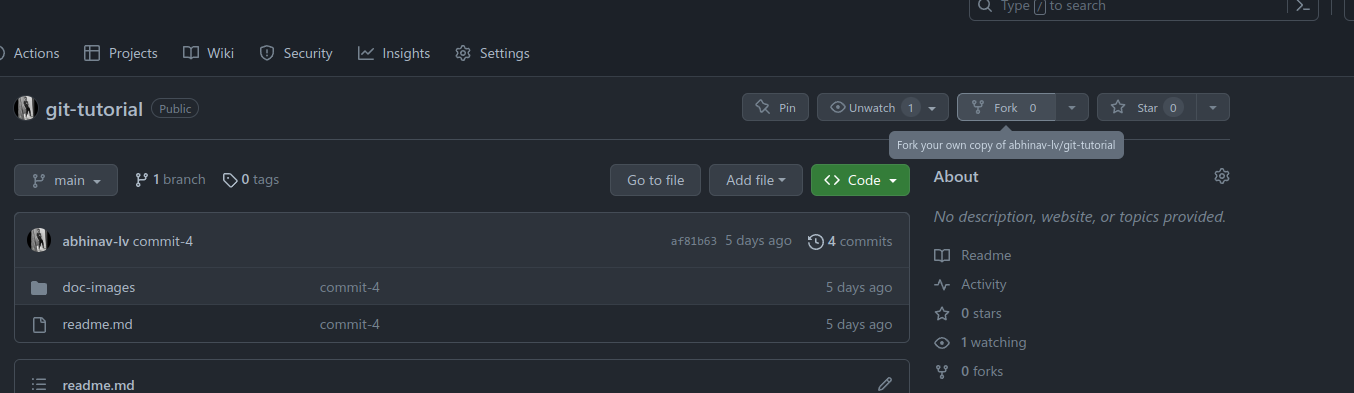 Type / to search
Actions Projects Wiki Security Insights Settings
git-tutorial Public Pin Unwatch 1 Fork 0 Star 0
Fork your own copy of abhinav-lv/git-tutorial
main 1 branch 0 tags Go to file Add file Code
About
No description, website, or topics provided.
abhinav-lv commit-4 af81b63 5 days ago 4 commits
doc-images commit-4 5 days ago
readme.md commit-4 5 days ago
readme.md
Readme
Activity
0 stars
1 watching
0 forks